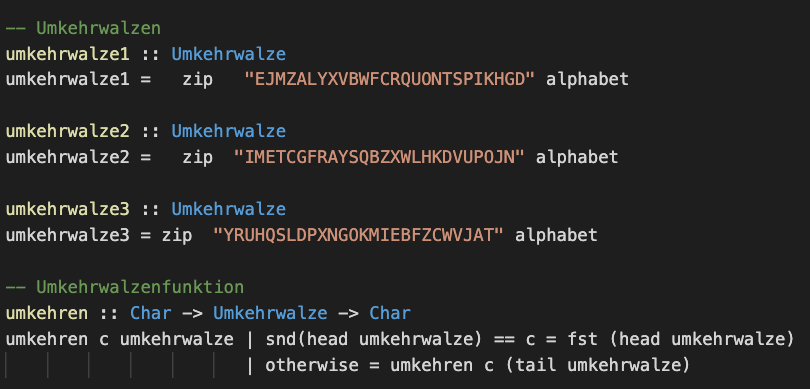 -- Umkehrwalzen
umkehrwalze1 :: Umkehrwalze
umkehrwalze1 =   zip   "EJMZALYXVBWFCRQUONTSPIKHGD" alphabet
umkehrwalze2 :: Umkehrwalze
umkehrwalze2 =   zip  "IMETCGFRAYSQBZXWLHKDVUPOJN" alphabet
umkehrwalze3 :: Umkehrwalze
umkehrwalze3 = zip  "YRUHQSLDPXNGOKMIEBFZCWVJAT" alphabet
-- Umkehrwalzenfunktion
umkehren :: Char -> Umkehrwalze -> Char
umkehren c umkehrwalze | snd(head umkehrwalze) == c = fst (head umkehrwalze)
| otherwise = umkehren c (tail umkehrwalze)